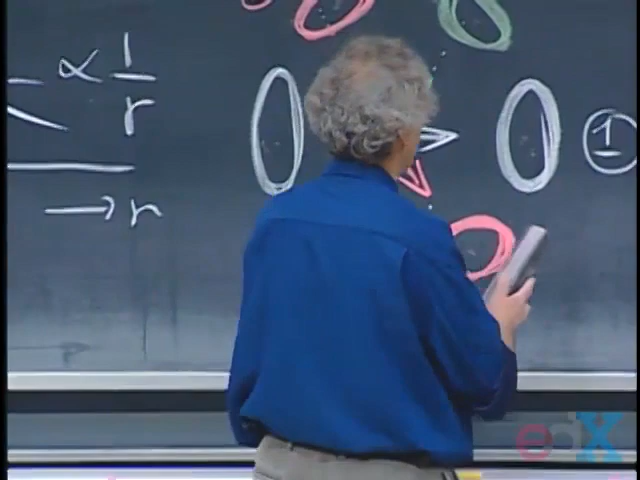 ∝ 1/r
→ r
①
edX